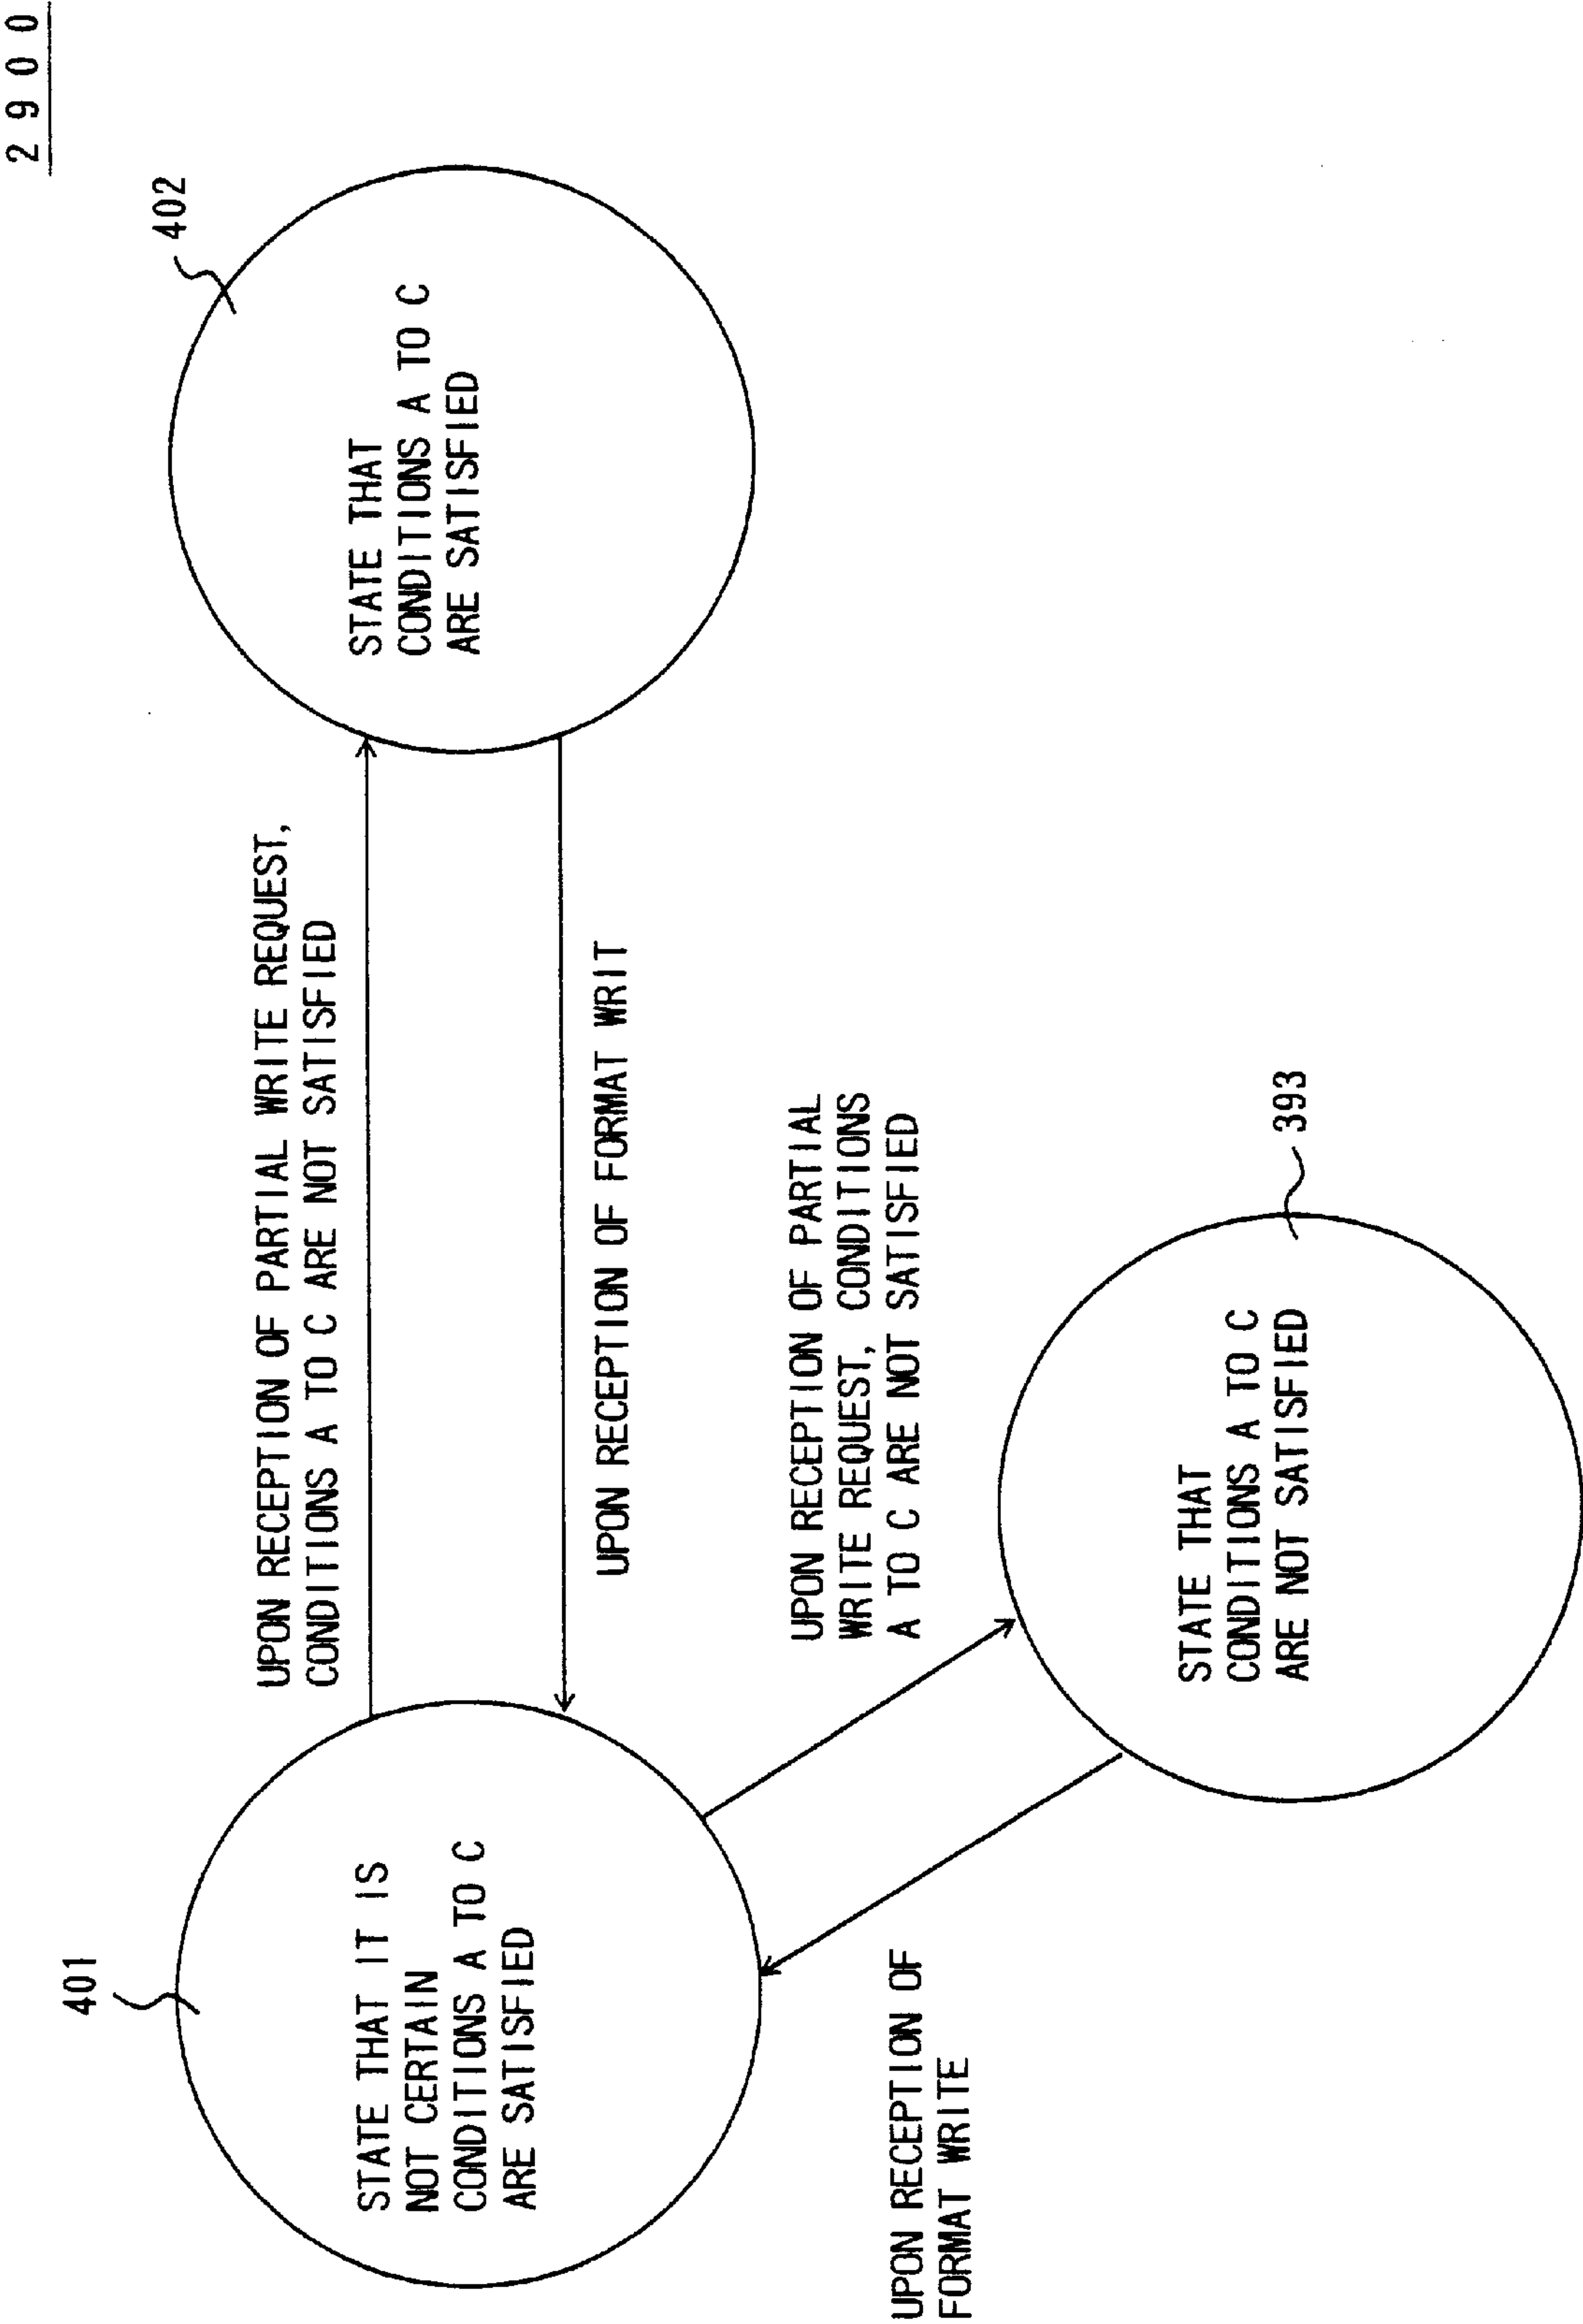 2900
402
STATE THAT
CONDITIONS A TO C
ARE SATISFIED
UPON RECEPTION OF PARTIAL WRITE REQUEST,
CONDITIONS A TO C ARE NOT SATISFIED
UPON RECEPTION OF FORMAT WRIT
401
STATE THAT IT IS
NOT CERTAIN
CONDITIONS A TO C
ARE SATISFIED
UPON RECEPTION OF PARTIAL
WRITE REQUEST, CONDITIONS
A TO C ARE NOT SATISFIED
393
STATE THAT
CONDITIONS A TO C
ARE NOT SATISFIED
UPON RECEPTION OF
FORMAT WRITE